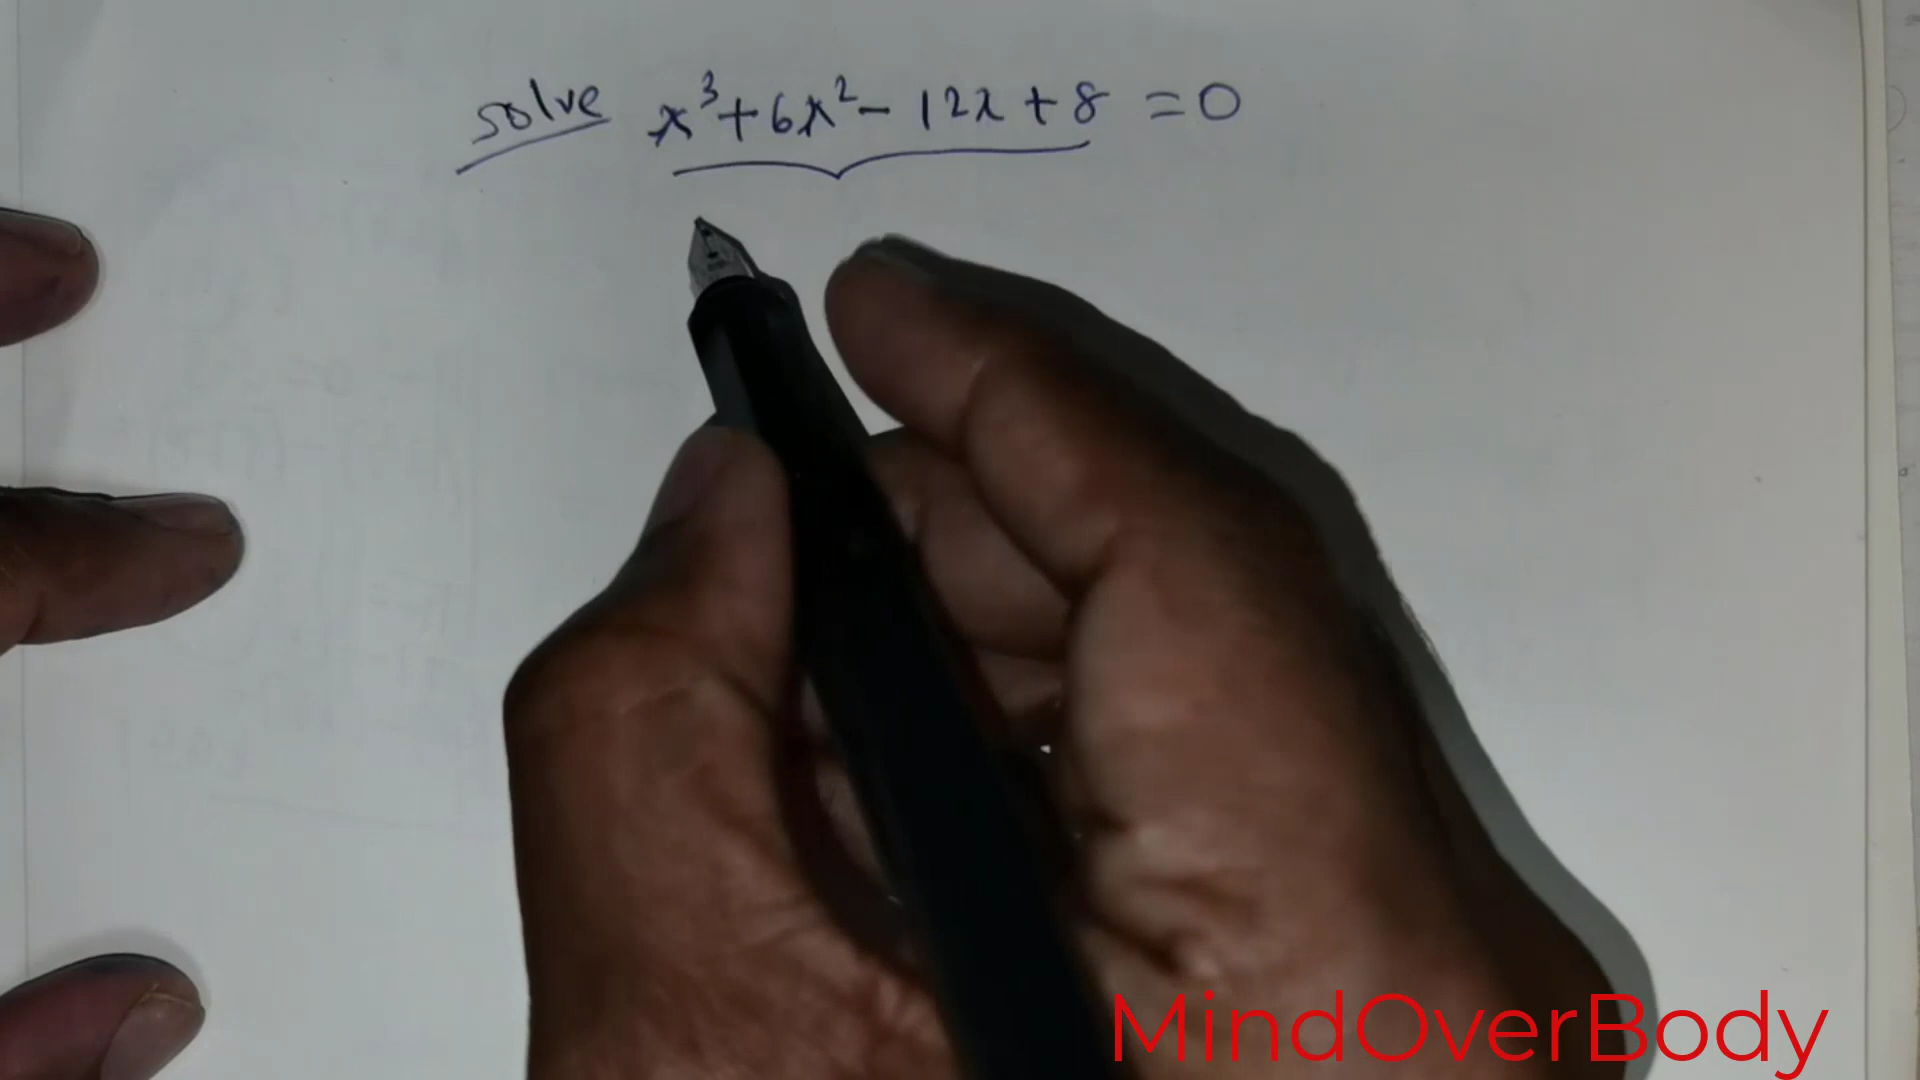 solve x³+6x²- 12x + 8 = 0
MindOverBody